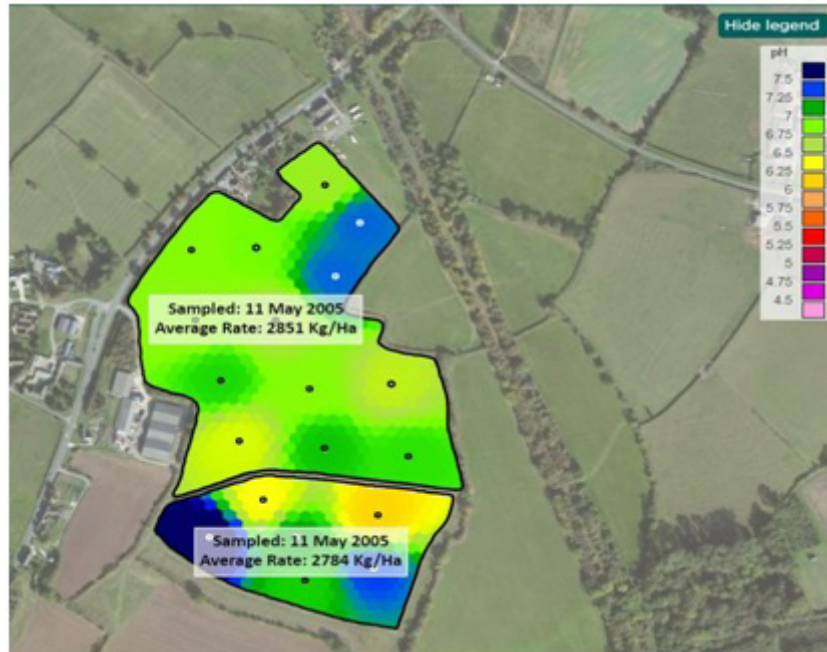 Hide legend
pH
7.5
7.25
7
6.75
6.5
6.25
6
5.75
5.5
5.25
5
4.75
4.5
Sampled: 11 May 2005
Average Rate: 2851 Kg/Ha
Sampled: 11 May 2005
Average Rate: 2784 Kg/Ha